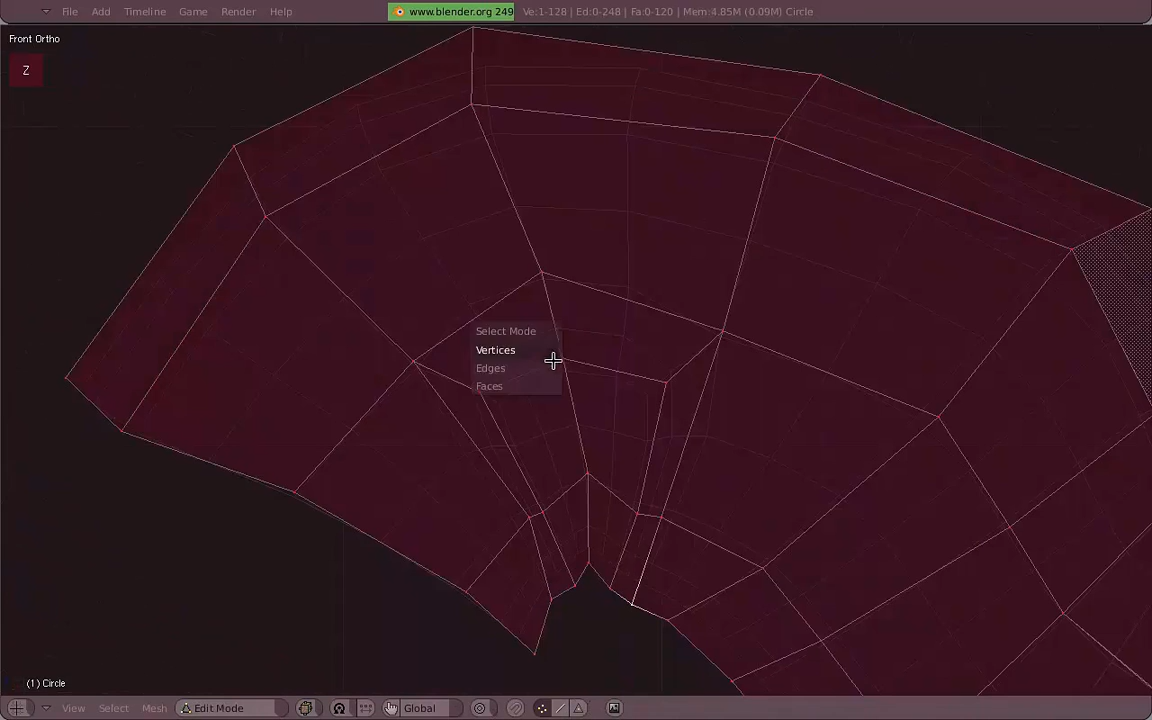 File Add Timeline Game Render Help www.blender.org 249 Ve:1-128 | Ed:0-248 | Fa:0-120 | Mem:4.85M (0.09M) Circle
Front Ortho
Z
Select Mode
Vertices
Edges
Faces
(1) Circle
View Select Mesh Edit Mode Global